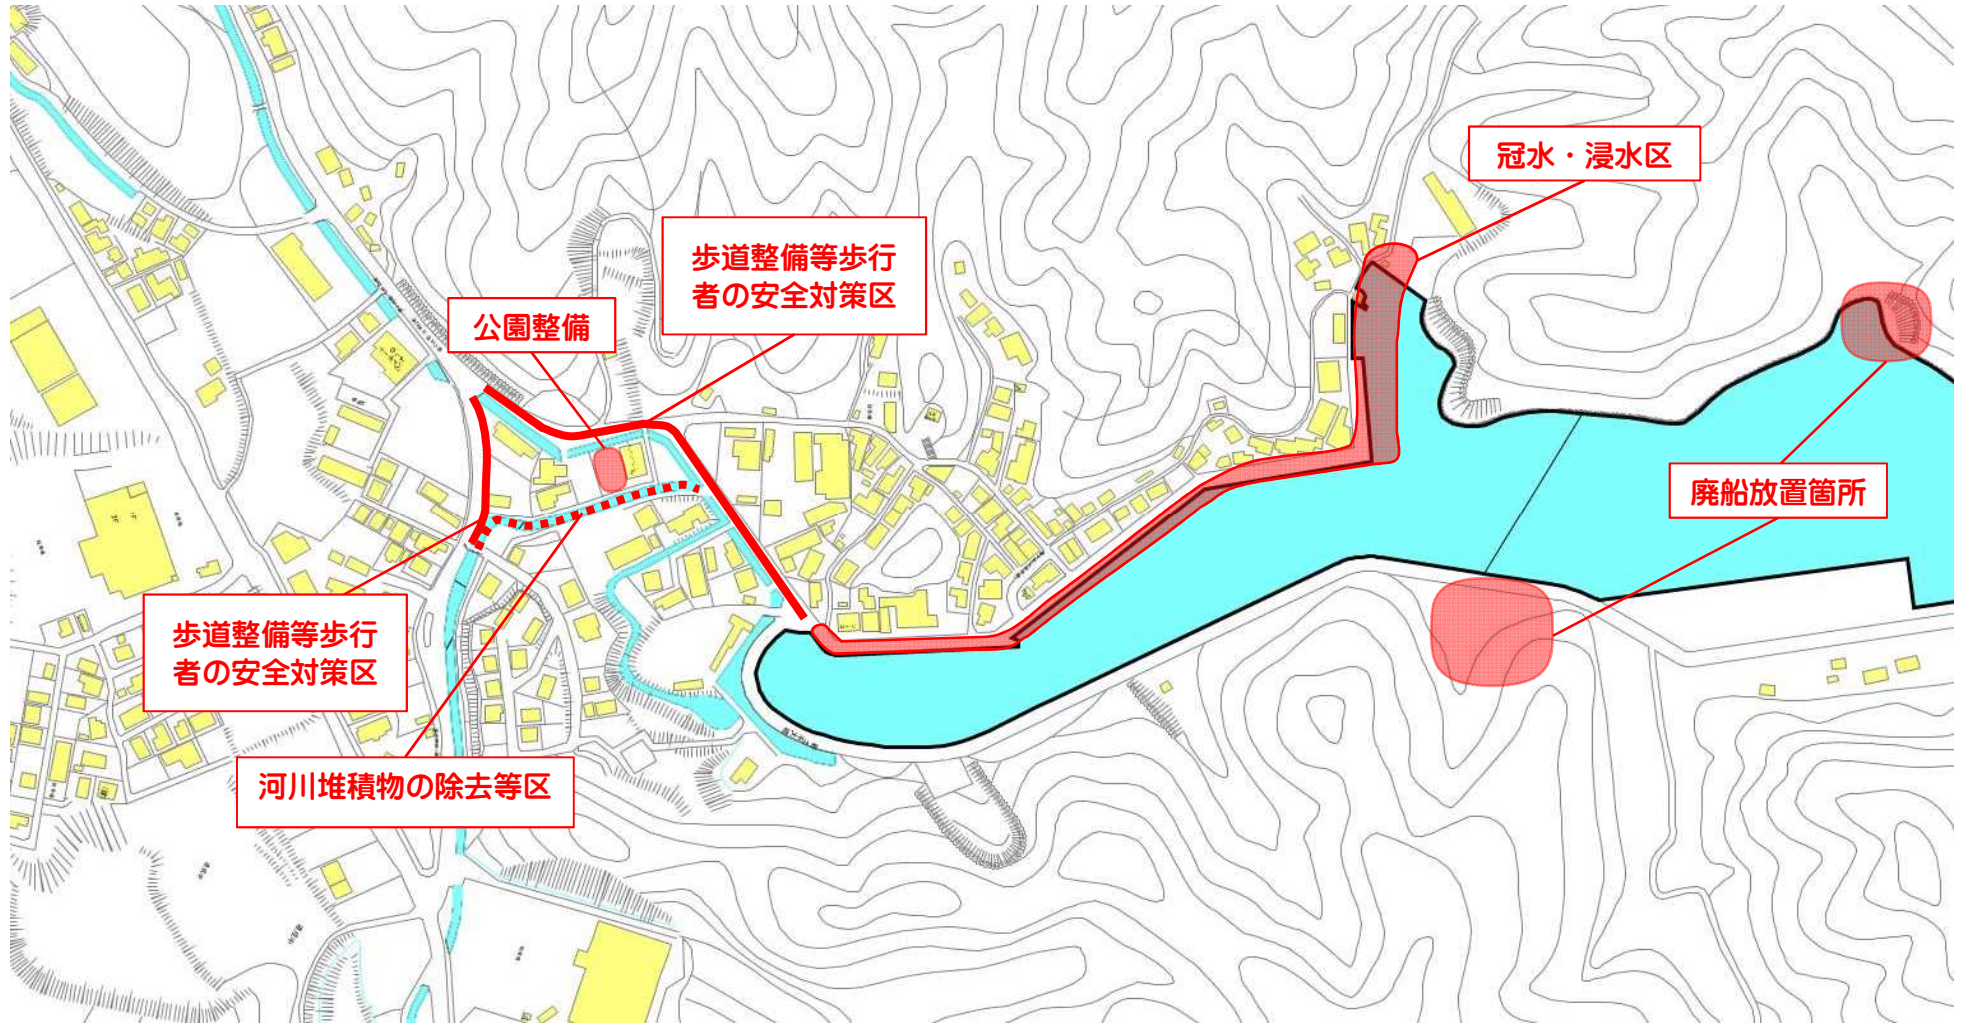 冠水・浸水区
歩道整備等歩行
者の安全対策区
公園整備
廃船放置箇所
歩道整備等歩行
者の安全対策区
河川堆積物の除去等区